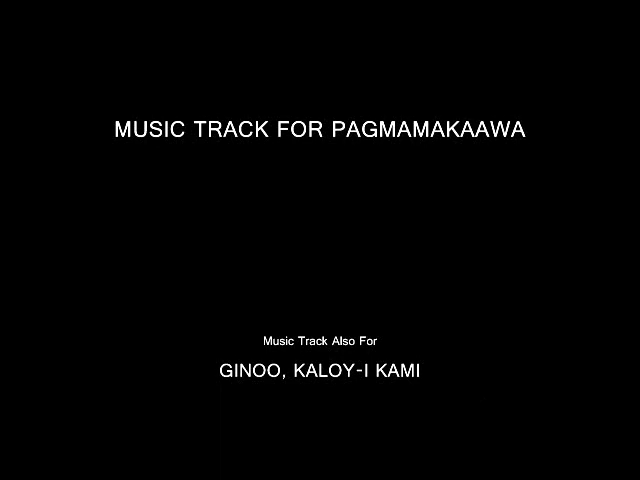 MUSIC TRACK FOR PAGMAMAKAAWA
Music Track Also For
GINOO, KALOY-I KAMI